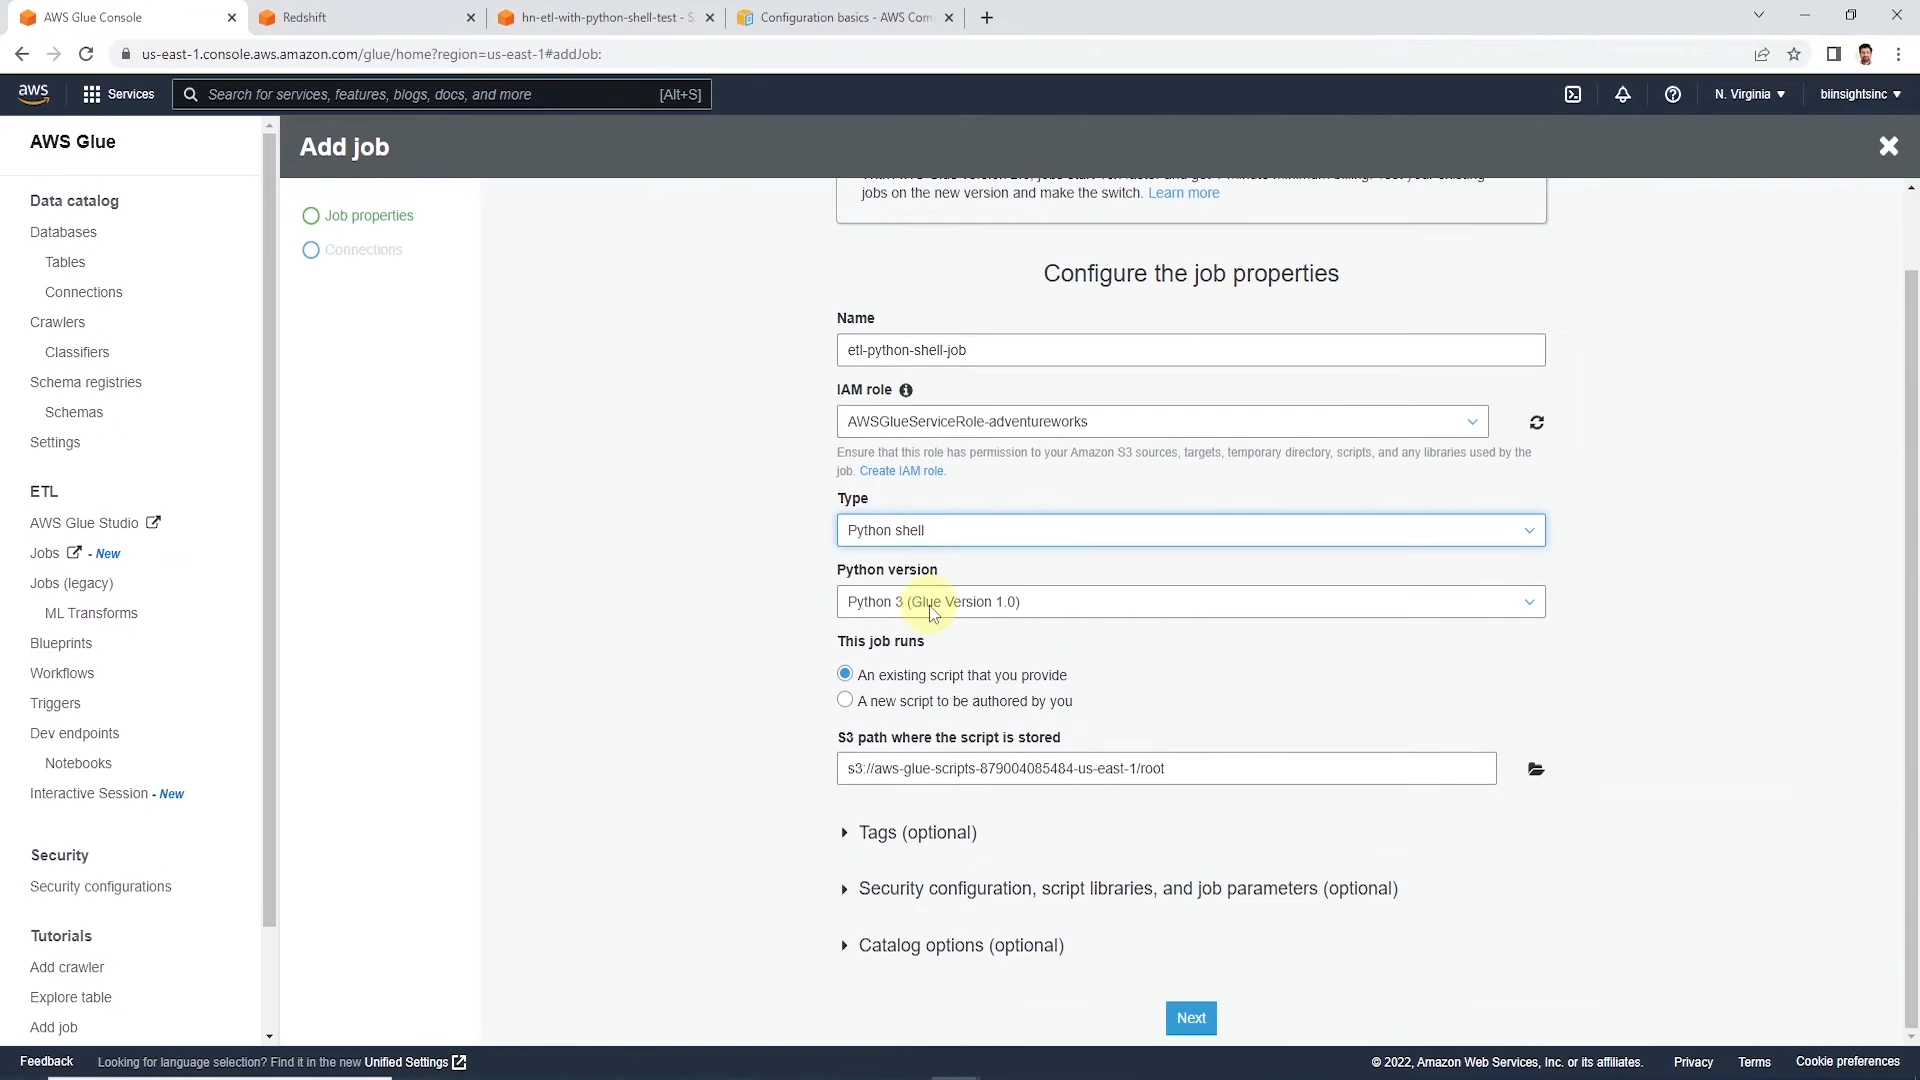 AWS Glue Console
Redshift
hn-etl-with-python-shell-test - S
Configuration basics - AWS Com
us-east-1.console.aws.amazon.com/glue/home?region=us-east-1#addJob:
aws
Services
Search for services, features, blogs, docs, and more
[Alt+S]
N. Virginia
biinsightsinc
AWS Glue
Data catalog
Databases
Tables
Connections
Crawlers
Classifiers
Schema registries
Schemas
Settings
ETL
AWS Glue Studio
Jobs - New
Jobs (legacy)
ML Transforms
Blueprints
Workflows
Triggers
Dev endpoints
Notebooks
Interactive Session - New
Security
Security configurations
Tutorials
Add crawler
Explore table
Add job
Add job
Job properties
Connections
jobs on the new version and make the switch. Learn more
Configure the job properties
Name
etl-python-shell-job
IAM role
AWSGlueServiceRole-adventureworks
Ensure that this role has permission to your Amazon S3 sources, targets, temporary directory, scripts, and any libraries used by the
job. Create IAM role.
Type
Python shell
Python version
Python 3 (Glue Version 1.0)
This job runs
An existing script that you provide
A new script to be authored by you
S3 path where the script is stored
s3://aws-glue-scripts-879004085484-us-east-1/root
Tags (optional)
Security configuration, script libraries, and job parameters (optional)
Catalog options (optional)
Next
Feedback
Looking for language selection? Find it in the new Unified Settings
© 2022, Amazon Web Services, Inc. or its affiliates.
Privacy
Terms
Cookie preferences